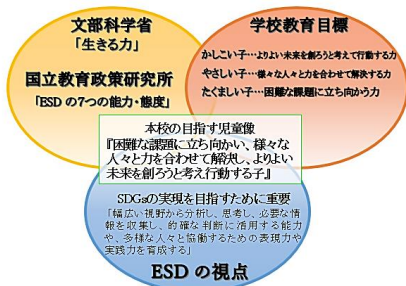 文部科学省
「生きる力」
国立教育政策研究所
「ESDの7つの能力・態度」
学校教育目標
かしこい子…よりよい未来を創ろうと考えて行動する力
やさしい子…様々な人々と力を合わせて解決する力
たくましい子…困難な課題に立ち向かう力
本校の目指す児童像
『困難な課題に立ち向かい、様々な
人々と力を合わせて解決し、よりよい
未来を創ろうと考え行動する子』
SDGsの実現を目指すために重要
「幅広い視野から分析し、思考し、必要な情
報を収集し、的確な判断に活用する能力
や、多様な人々と協働するための表現力や
実践力を育成する」
ESDの視点